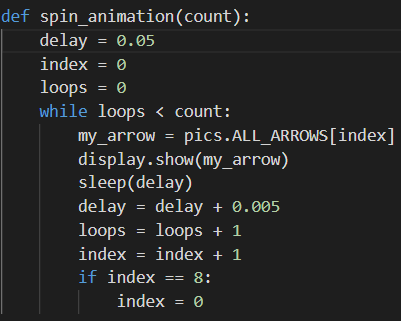 def spin_animation(count):
    delay = 0.05
    index = 0
    loops = 0
    while loops < count:
        my_arrow = pics.ALL_ARROWS[index]
        display.show(my_arrow)
        sleep(delay)
        delay = delay + 0.005
        loops = loops + 1
        index = index + 1
        if index == 8:
            index = 0